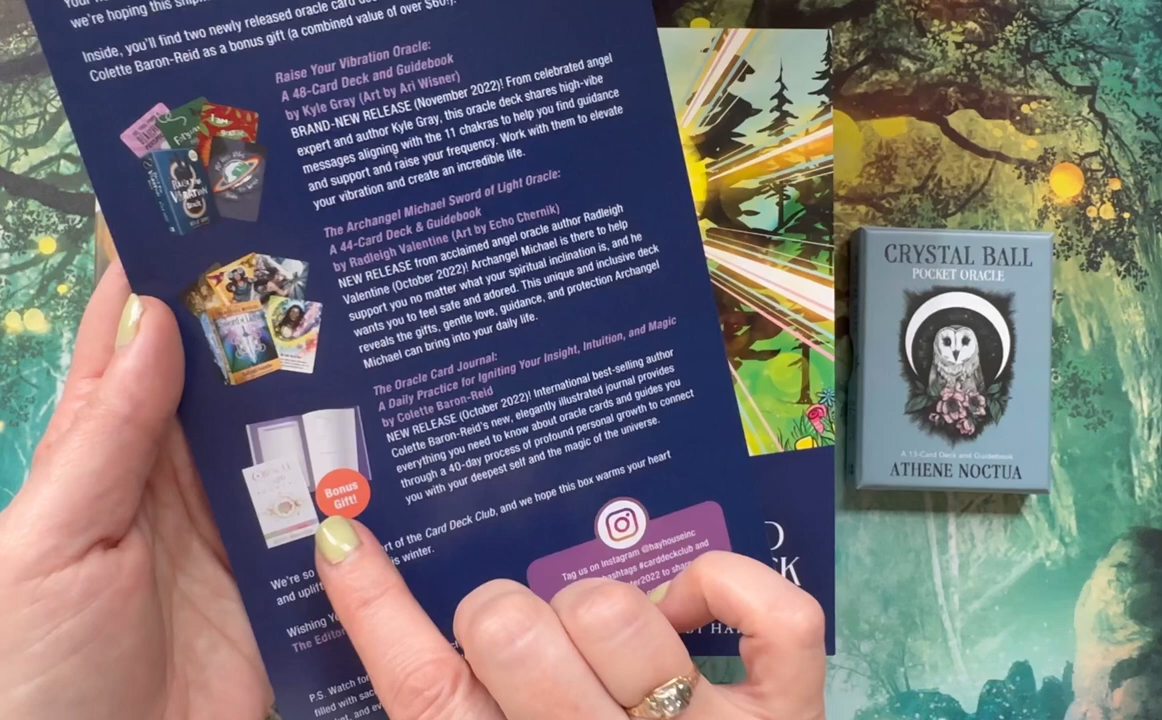 we're hoping this
Inside, you'll find two newly released oracle card
Colette Baron-Reid as a bonus gift (a combined value of over $60!).
Raise Your Vibration Oracle:
A 48-Card Deck and Guidebook
by Kyle Gray (Art by Ari Wisner)
BRAND-NEW RELEASE (November 2022)! From celebrated angel
expert and author Kyle Gray, this oracle deck shares high-vibe
messages aligning with the 11 chakras to help you find guidance
and support and raise your frequency. Work with them to elevate
your vibration and create an incredible life.
The Archangel Michael Sword of Light Oracle:
A 44-Card Deck & Guidebook
by Radleigh Valentine (Art by Echo Chernik)
NEW RELEASE from acclaimed angel oracle author Radleigh
Valentine (October 2022)! Archangel Michael is there to help
support you no matter what your spiritual inclination is, and he
wants you to feel safe and adored. This unique and inclusive deck
reveals the gifts, gentle love, guidance, and protection Archangel
Michael can bring into your daily life.
The Oracle Card Journal:
A Daily Practice for Igniting Your Insight, Intuition, and Magic
by Colette Baron-Reid
NEW RELEASE (October 2022)! International best-selling author
Colette Baron-Reid's new, elegantly illustrated journal provides
everything you need to know about oracle cards and guides you
through a 40-day process of profound personal growth to connect
you with your deepest self and the magic of the universe.
Bonus
Gift!
We're so rt of the Card Deck Club, and we hope this box warms your heart
and uplift is winter.
Wishing Yo
The Editor
P.S. Watch for
filled with sac
Tag us on Instagram @hayhouseinc
hashtags #carddeckclub and
CRYSTAL BALL
POCKET ORACLE
A 13-Card Deck and Guidebook
ATHENE NOCTUA